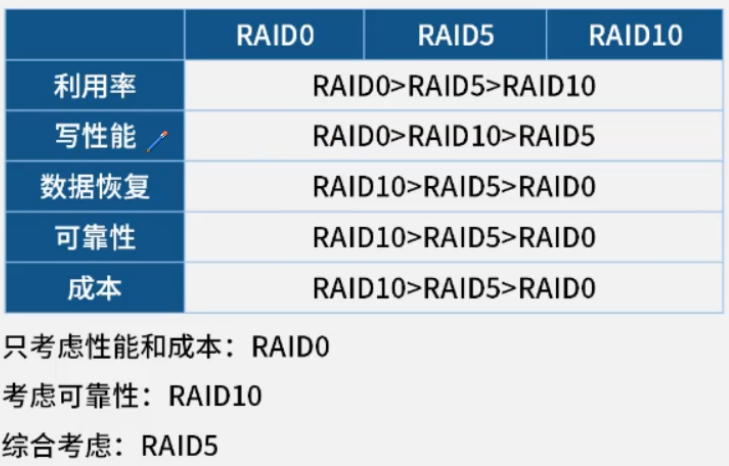 RAID0 RAID5 RAID10
利用率 RAID0>RAID5>RAID10
写性能 RAID0>RAID10>RAID5
数据恢复 RAID10>RAID5>RAID0
可靠性 RAID10>RAID5>RAID0
成本 RAID10>RAID5>RAID0
只考虑性能和成本：RAID0
考虑可靠性：RAID10
综合考虑：RAID5